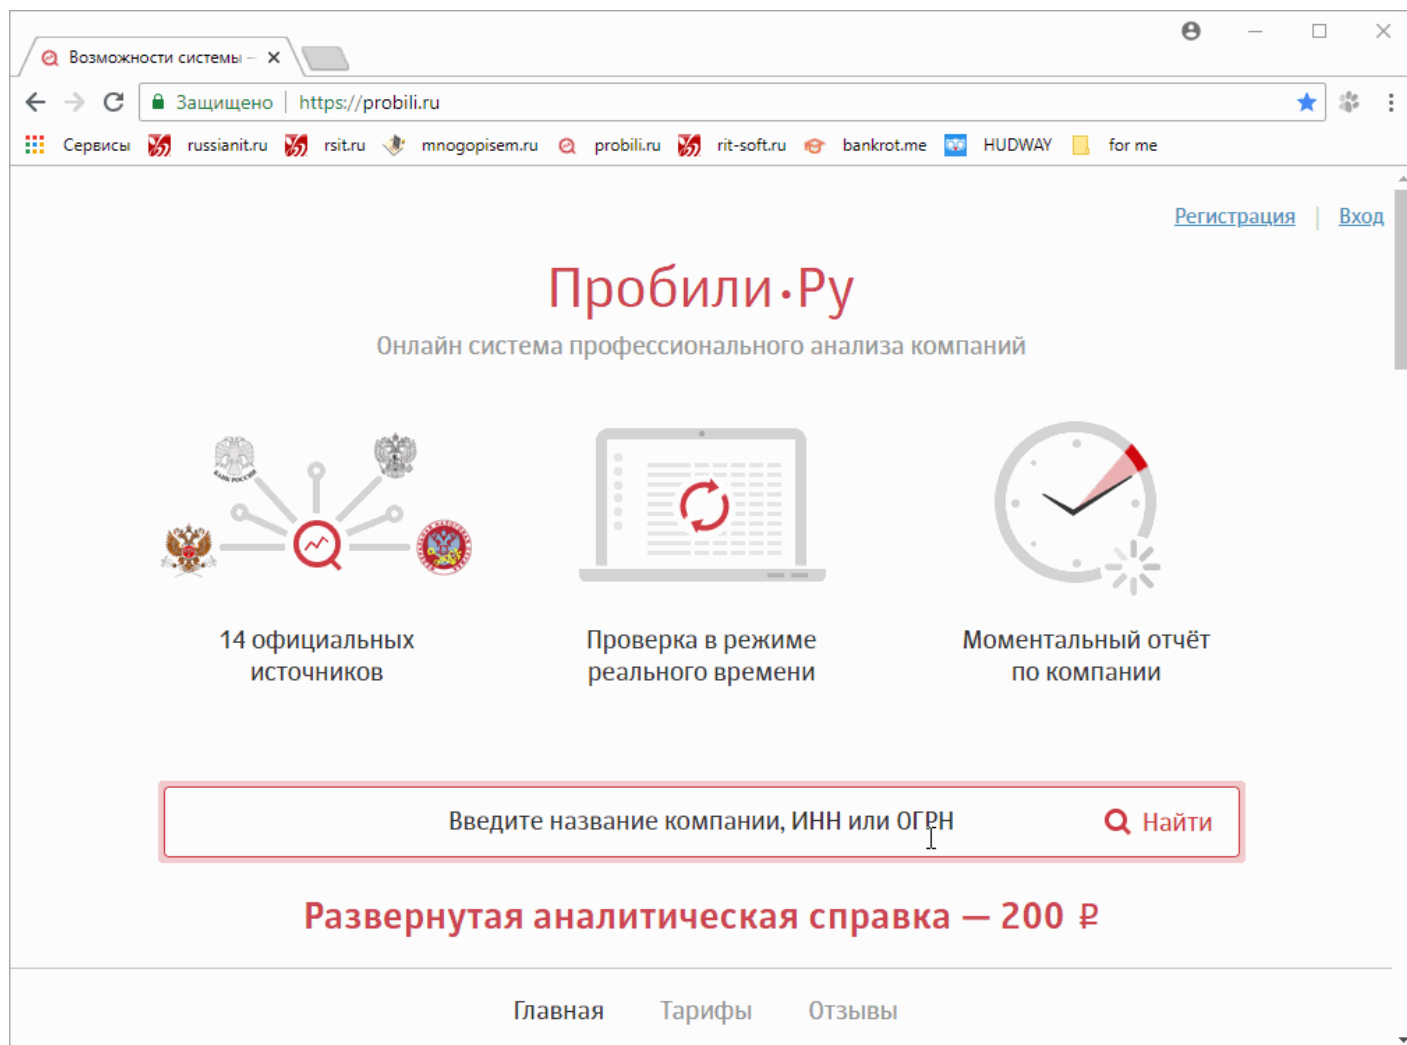 Возможности системы –
Защищено https://probili.ru
Сервисы russianit.ru rsit.ru mnogopisem.ru probili.ru rit-soft.ru bankrot.me HUDWAY for me
Регистрация | Вход
Пробили·Ру
Онлайн система профессионального анализа компаний
БАНК РОССИИ
14 официальных
источников
Проверка в режиме
реального времени
Моментальный отчёт
по компании
Введите название компании, ИНН или ОГРН
Найти
Развернутая аналитическая справка — 200 ₽
Главная Тарифы Отзывы